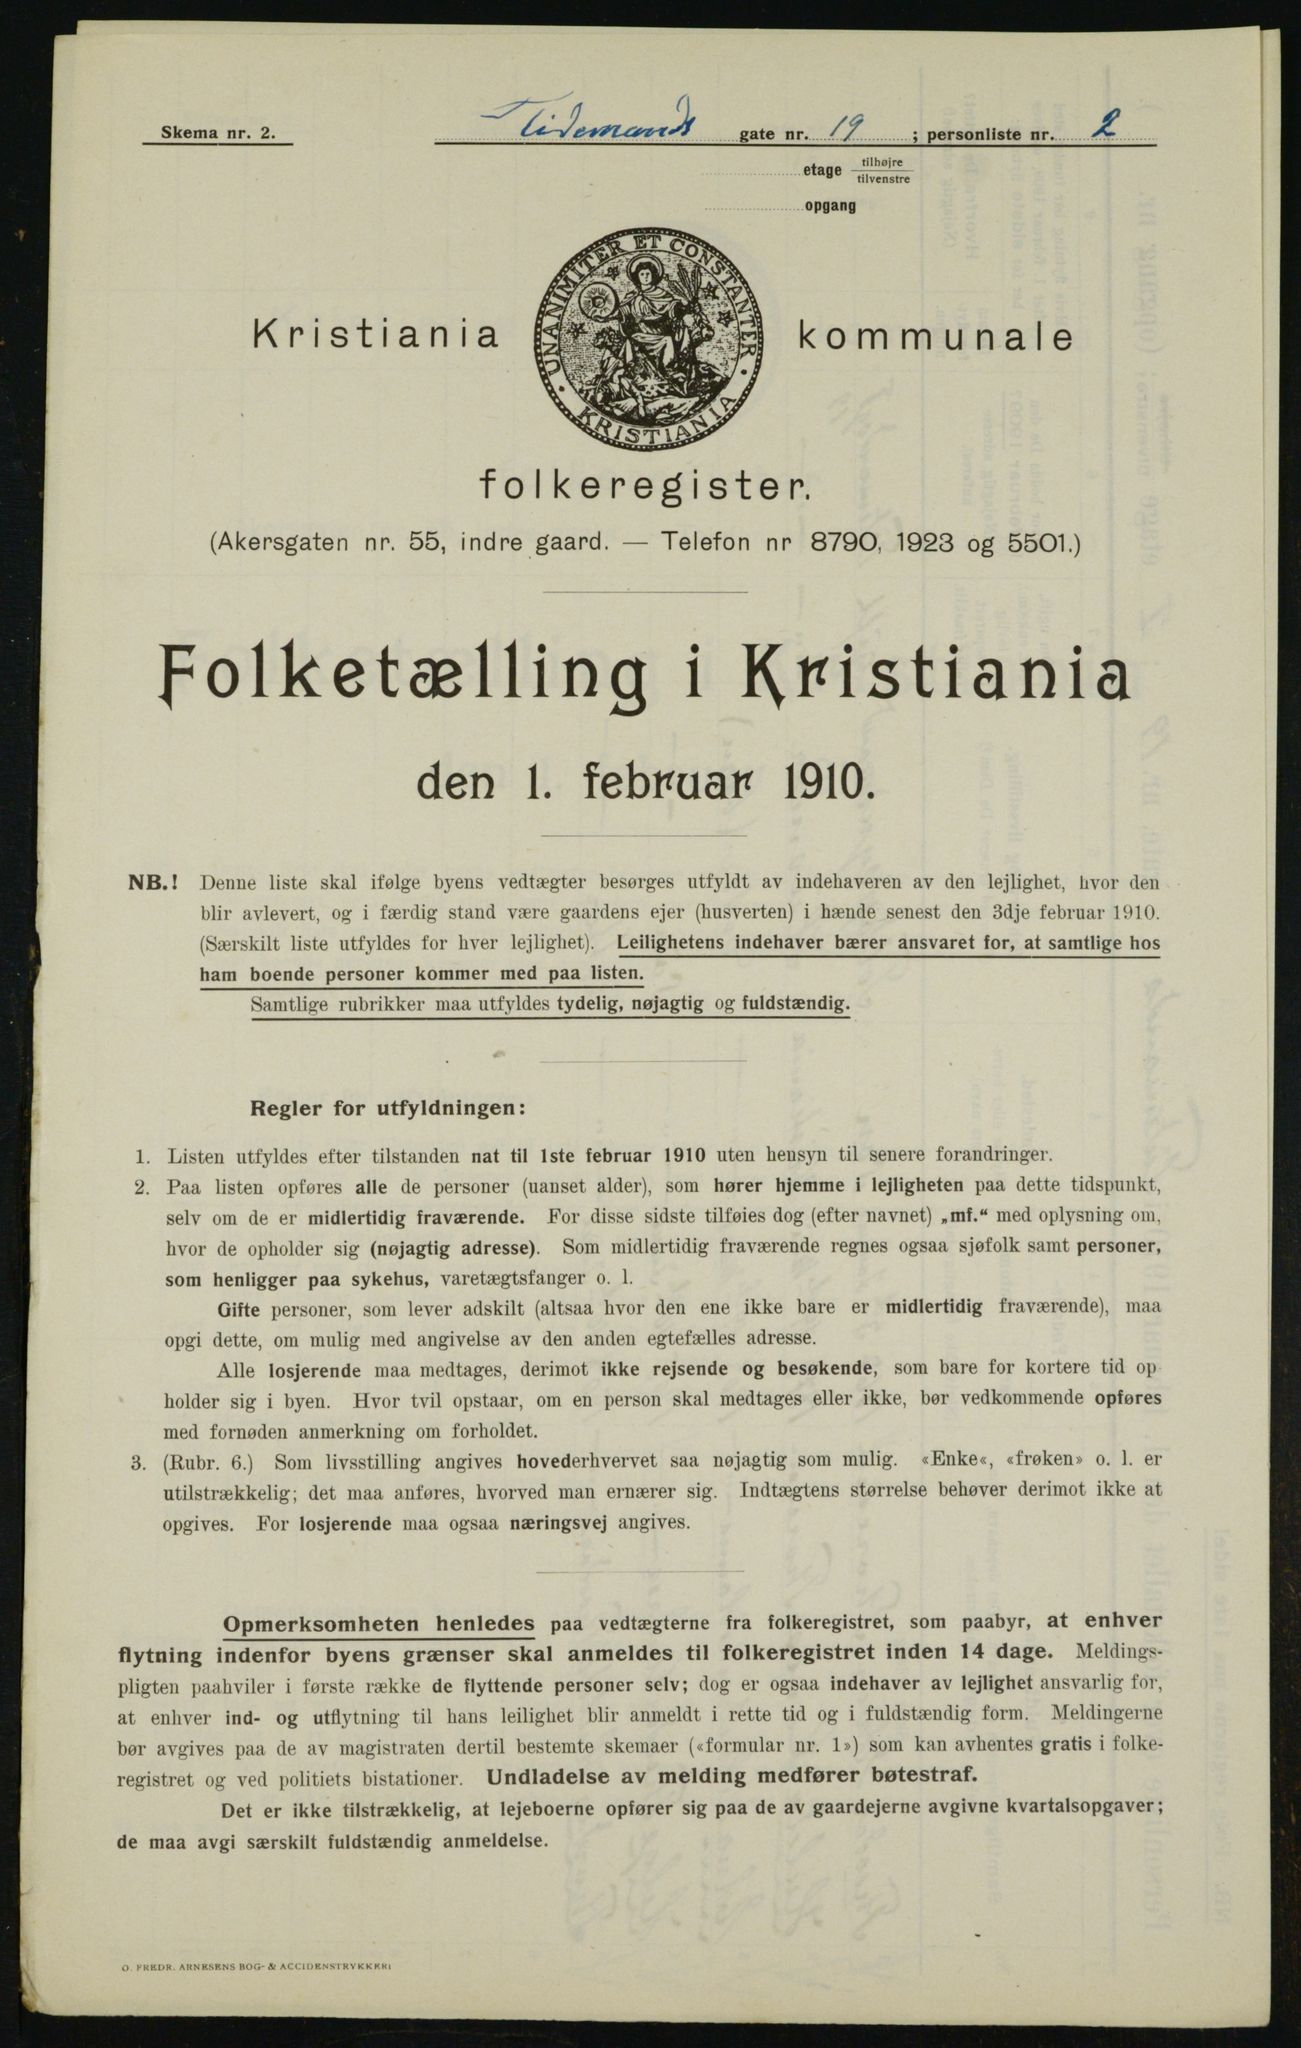 Skema nr. 2.
Tidemands gate nr. 19 ; personliste nr. 2
etage tilhøjre
tilvenstre
opgang
UNANIMITER ET CONSTANTER
KRISTIANIA
Kristiania kommunale
folkeregister.
(Akersgaten nr. 55, indre gaard. — Telefon nr 8790, 1923 og 5501.)
Folketælling i Kristiania
den 1. februar 1910.
NB.! Denne liste skal ifølge byens vedtægter besørges utfyldt av indehaveren av den lejlighet, hvor den
blir avlevert, og i færdig stand være gaardens ejer (husverten) i hænde senest den 3dje februar 1910.
(Særskilt liste utfyldes for hver lejlighet). Leilighetens indehaver bærer ansvaret for, at samtlige hos
ham boende personer kommer med paa listen.
Samtlige rubrikker maa utfyldes tydelig, nøjagtig og fuldstændig.
Regler for utfyldningen:
1. Listen utfyldes efter tilstanden nat til 1ste februar 1910 uten hensyn til senere forandringer.
2. Paa listen opføres alle de personer (uanset alder), som hører hjemme i lejligheten paa dette tidspunkt,
selv om de er midlertidig fraværende. For disse sidste tilføies dog (efter navnet) „mf.“ med oplysning om,
hvor de opholder sig (nøjagtig adresse). Som midlertidig fraværende regnes ogsaa sjøfolk samt personer,
som henligger paa sykehus, varetægtsfanger o. l.
Gifte personer, som lever adskilt (altsaa hvor den ene ikke bare er midlertidig fraværende), maa
opgi dette, om mulig med angivelse av den anden egtefælles adresse.
Alle losjerende maa medtages, derimot ikke rejsende og besøkende, som bare for kortere tid op
holder sig i byen. Hvor tvil opstaar, om en person skal medtages eller ikke, bør vedkommende opføres
med fornøden anmerkning om forholdet.
3. (Rubr. 6.) Som livsstilling angives hovederhvervet saa nøjagtig som mulig. «Enke«, «frøken» o. l. er
utilstrækkelig; det maa anføres, hvorved man ernærer sig. Indtægtens størrelse behøver derimot ikke at
opgives. For losjerende maa ogsaa næringsvej angives.
Opmerksomheten henledes paa vedtægterne fra folkeregistret, som paabyr, at enhver
flytning indenfor byens grænser skal anmeldes til folkeregistret inden 14 dage. Meldings-
pligten paahviler i første række de flyttende personer selv; dog er ogsaa indehaver av lejlighet ansvarlig for,
at enhver ind- og utflytning til hans leilighet blir anmeldt i rette tid og i fuldstændig form. Meldingerne
bør avgives paa de av magistraten dertil bestemte skemaer («formular nr. 1») som kan avhentes gratis i folke-
registret og ved politiets bistationer. Undladelse av melding medfører bøtestraf.
Det er ikke tilstrækkelig, at lejeboerne opfører sig paa de av gaardejerne avgivne kvartalsopgaver;
de maa avgi særskilt fuldstændig anmeldelse.
O. FREDR. ARNESENS BOG- & ACCIDENSTRYKKERI